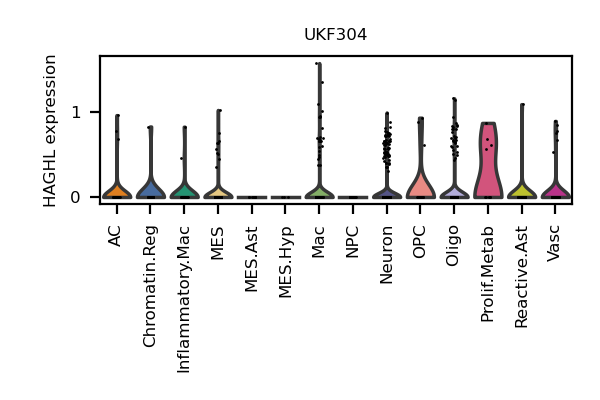 UKF304
HAGHL expression
1
0
AC
Chromatin.Reg
Inflammatory.Mac
MES
MES.Ast
MES.Hyp
Mac
NPC
Neuron
OPC
Oligo
Prolif.Metab
Reactive.Ast
Vasc